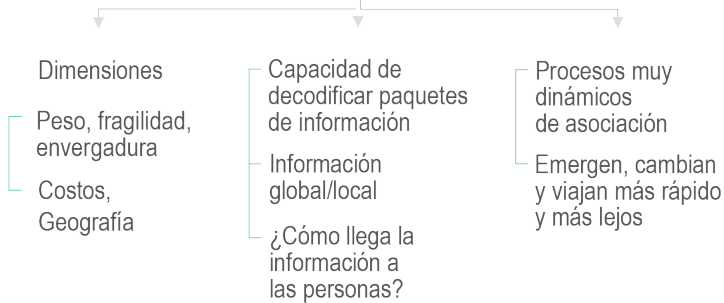 Dimensiones
Peso, fragilidad,
envergadura
Costos,
Geografía
Capacidad de
decodificar paquetes
de información
Información
global/local
¿Cómo llega la
información a
las personas?
Procesos muy
dinámicos
de asociación
Emergen, cambian
y viajan más rápido
y más lejos